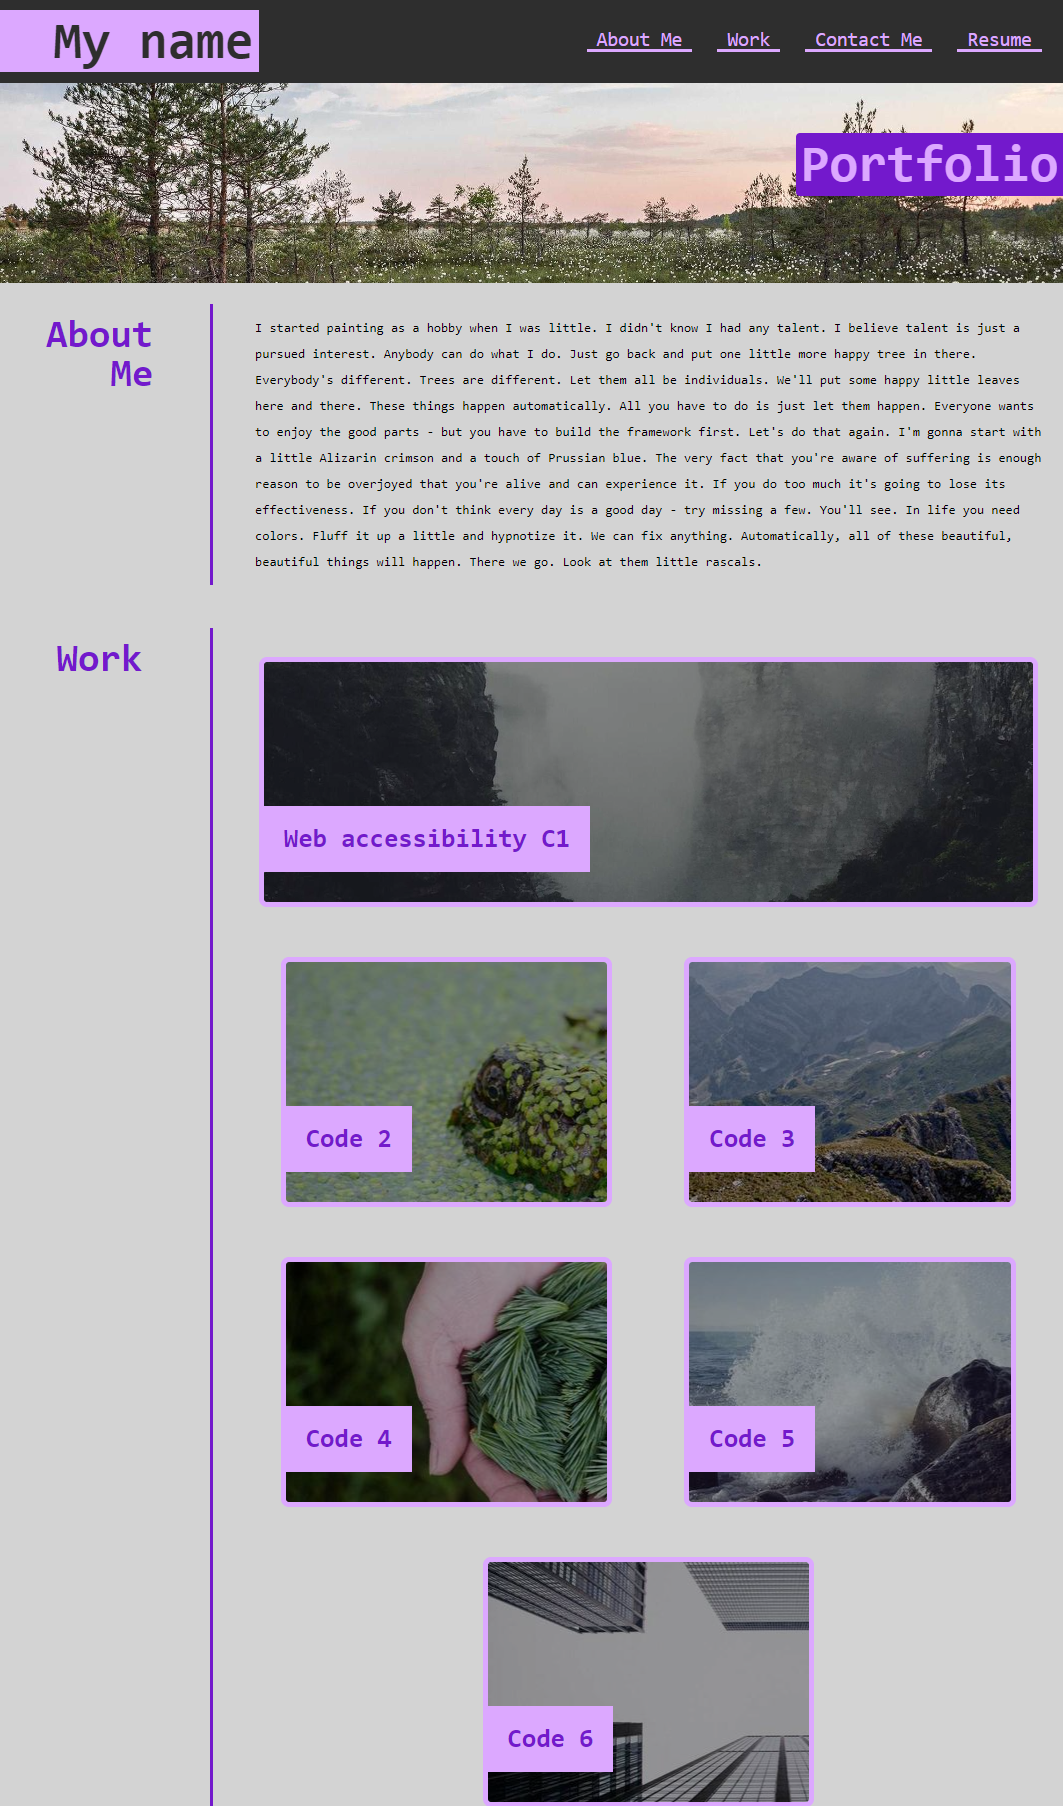 My name
About Me
Work
Contact Me
Resume
Portfolio
About
Me
I started painting as a hobby when I was little. I didn't know I had any talent. I believe talent is just a
pursued interest. Anybody can do what I do. Just go back and put one little more happy tree in there.
Everybody's different. Trees are different. Let them all be individuals. We'll put some happy little leaves
here and there. These things happen automatically. All you have to do is just let them happen. Everyone wants
to enjoy the good parts - but you have to build the framework first. Let's do that again. I'm gonna start with
a little Alizarin crimson and a touch of Prussian blue. The very fact that you're aware of suffering is enough
reason to be overjoyed that you're alive and can experience it. If you do too much it's going to lose its
effectiveness. If you don't think every day is a good day - try missing a few. You'll see. In life you need
colors. Fluff it up a little and hypnotize it. We can fix anything. Automatically, all of these beautiful,
beautiful things will happen. There we go. Look at them little rascals.
Work
Web accessibility C1
Code 2
Code 3
Code 4
Code 5
Code 6